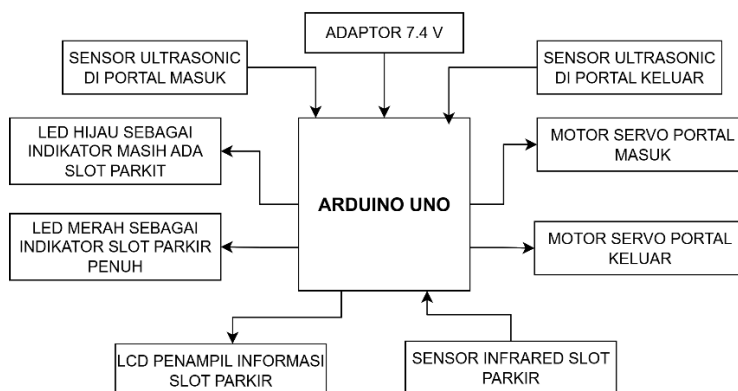 ADAPTOR 7.4 V
SENSOR ULTRASONIC
DI PORTAL MASUK
SENSOR ULTRASONIC
DI PORTAL KELUAR
LED HIJAU SEBAGAI
INDIKATOR MASIH ADA
SLOT PARKIT
MOTOR SERVO PORTAL
MASUK
ARDUINO UNO
LED MERAH SEBAGAI
INDIKATOR SLOT PARKIR
PENUH
MOTOR SERVO PORTAL
KELUAR
LCD PENAMPIL INFORMASI
SLOT PARKIR
SENSOR INFRARED SLOT
PARKIR